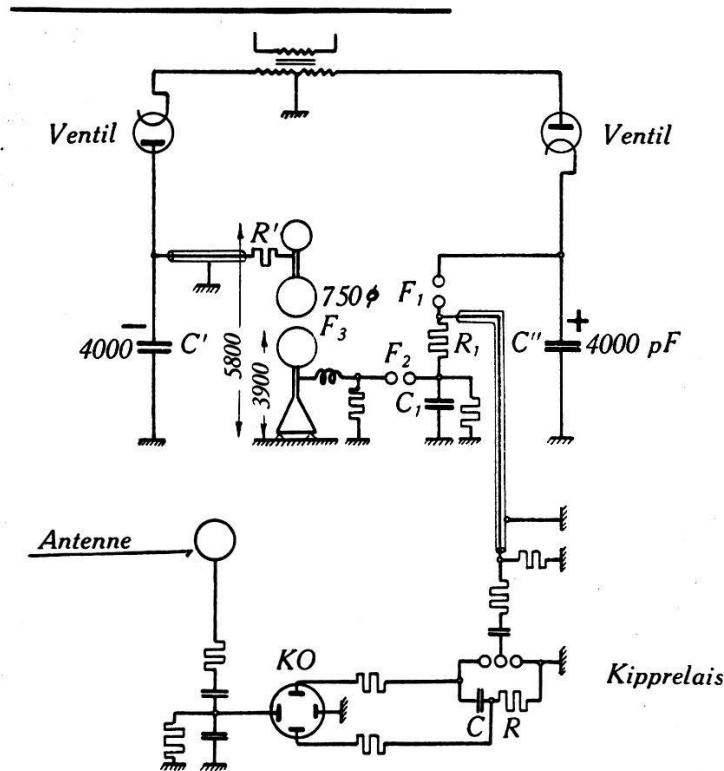 Ventil
Ventil
R'
750 ϕ
F₁
F₃
5800
3900
− 4000
C'
R₁
C''
+
4000 pF
F₂
C₁
Antenne
KO
C
R
Kipprelais